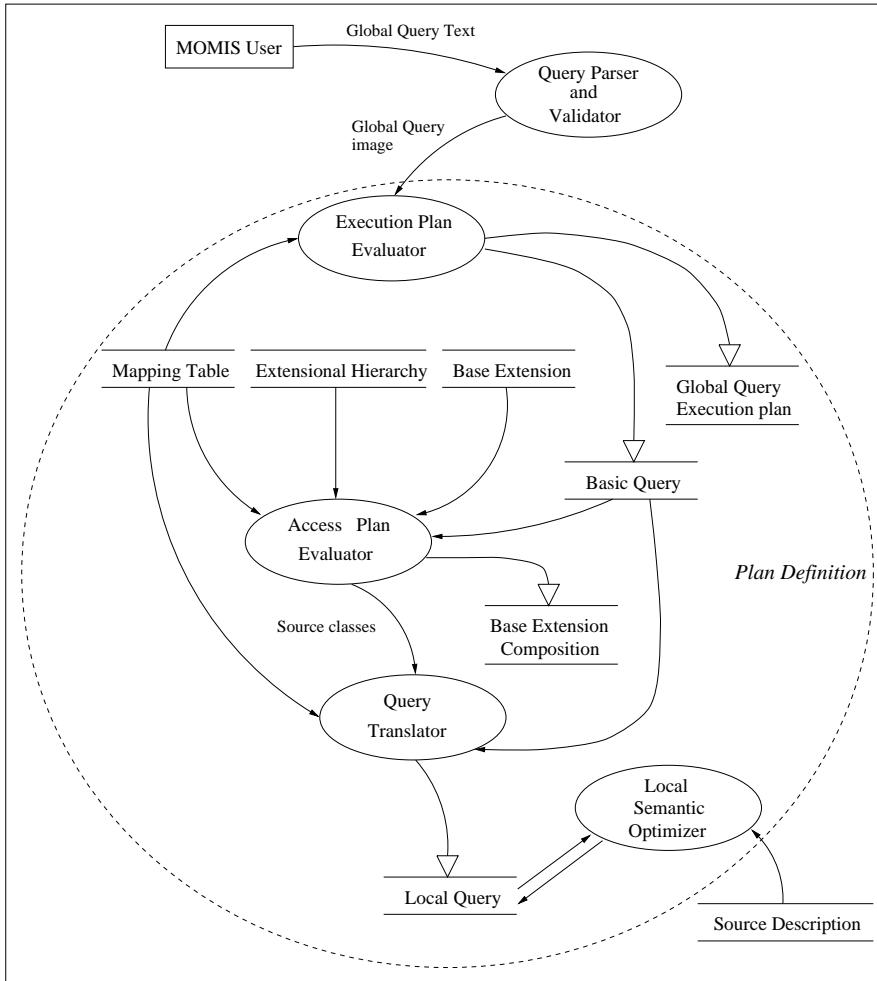 Global Query Text
MOMIS User
Query Parser
and
Validator
Global Query
image
Execution Plan
Evaluator
Mapping Table
Extensional Hierarchy
Base Extension
Global Query
Execution plan
Basic Query
Access Plan
Evaluator
Plan Definition
Source classes
Base Extension
Composition
Query
Translator
Local
Semantic
Optimizer
Local Query
Source Description